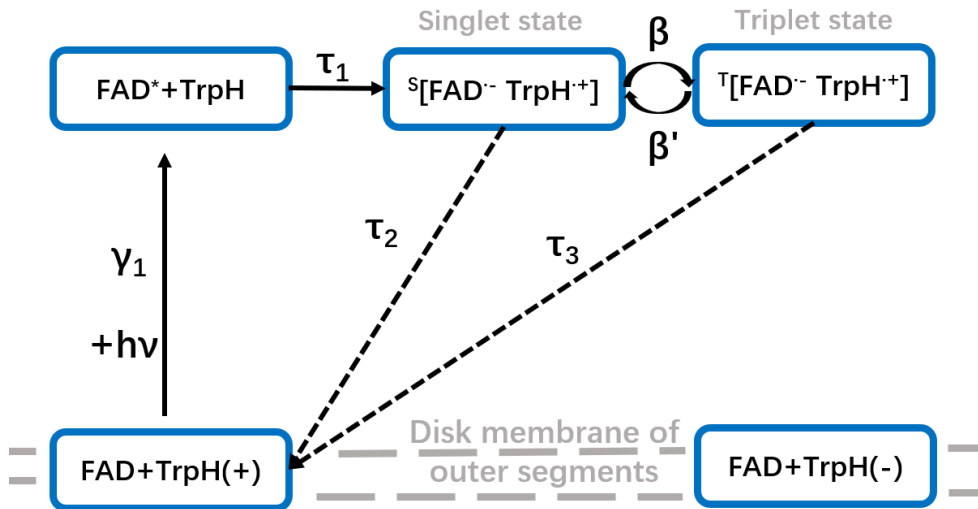 Singlet state
Triplet state
FAD*+TrpH
τ₁
ˢ[FAD·⁻ TrpH·⁺]
β
β'
ᵀ[FAD·⁻ TrpH·⁺]
τ₂
τ₃
γ₁
+hν
FAD+TrpH(+)
Disk membrane of
outer segments
FAD+TrpH(-)